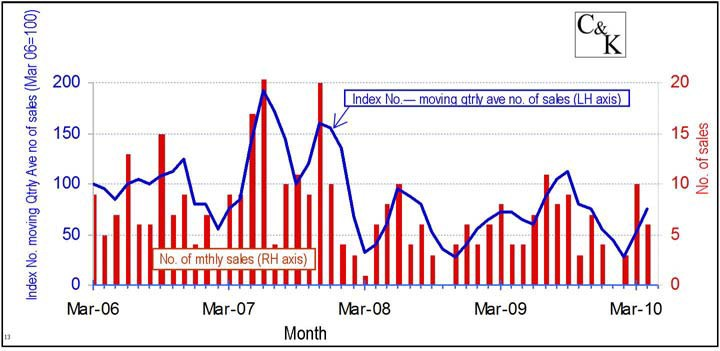 C&K
Index No. moving Qtrly Ave no of sales (Mar 06=100)
200
150
100
50
0
Index No.— moving qtrly ave no. of sales (LH axis)
No. of mthly sales (RH axis)
20
15
10
5
0
No. of sales
Mar-06 Mar-07 Mar-08 Mar-09 Mar-10
Month
13